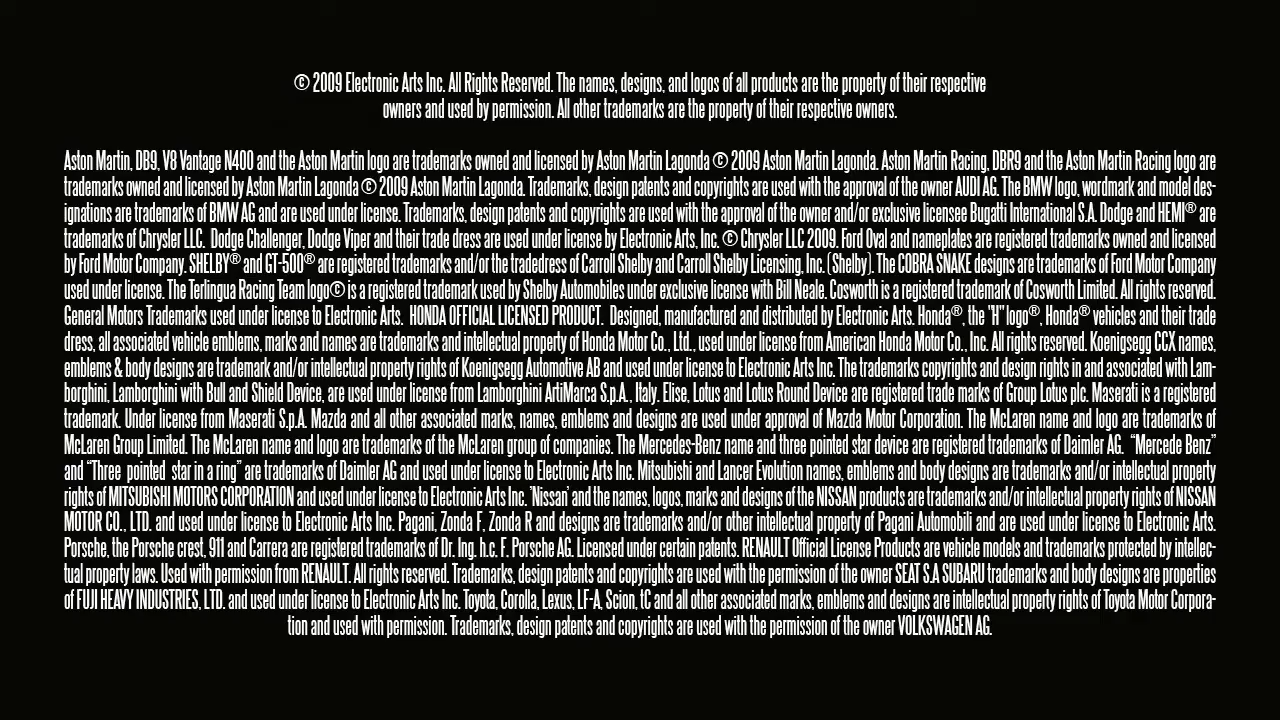 © 2009 Electronic Arts Inc. All Rights Reserved. The names, designs, and logos of all products are the property of their respective
owners and used by permission. All other trademarks are the property of their respective owners.
Aston Martin, DB9, V8 Vantage N400 and the Aston Martin logo are trademarks owned and licensed by Aston Martin Lagonda © 2009 Aston Martin Lagonda. Aston Martin Racing, DBR9 and the Aston Martin Racing logo are
trademarks owned and licensed by Aston Martin Lagonda © 2009 Aston Martin Lagonda. Trademarks, design patents and copyrights are used with the approval of the owner AUDI AG. The BMW logo, wordmark and model des-
ignations are trademarks of BMW AG and are used under license. Trademarks, design patents and copyrights are used with the approval of the owner and/or exclusive licensee Bugatti International S.A. Dodge and HEMI® are
trademarks of Chrysler LLC. Dodge Challenger, Dodge Viper and their trade dress are used under license by Electronic Arts, Inc. © Chrysler LLC 2009. Ford Oval and nameplates are registered trademarks owned and licensed
by Ford Motor Company. SHELBY® and GT-500® are registered trademarks and/or the tradedress of Carroll Shelby and Carroll Shelby Licensing, Inc. (Shelby). The COBRA SNAKE designs are trademarks of Ford Motor Company
used under license. The Terlingua Racing Team logo© is a registered trademark used by Shelby Automobiles under exclusive license with Bill Neale. Cosworth is a registered trademark of Cosworth Limited. All rights reserved.
General Motors Trademarks used under license to Electronic Arts. HONDA OFFICIAL LICENSED PRODUCT. Designed, manufactured and distributed by Electronic Arts. Honda®, the "H" logo®, Honda® vehicles and their trade
dress, all associated vehicle emblems, marks and names are trademarks and intellectual property of Honda Motor Co., Ltd., used under license from American Honda Motor Co., Inc. All rights reserved. Koenigsegg CCX names,
emblems & body designs are trademark and/or intellectual property rights of Koenigsegg Automotive AB and used under license to Electronic Arts Inc. The trademarks copyrights and design rights in and associated with Lam-
borghini, Lamborghini with Bull and Shield Device, are used under license from Lamborghini ArtiMarca S.p.A., Italy. Elise, Lotus and Lotus Round Device are registered trade marks of Group Lotus plc. Maserati is a registered
trademark. Under license from Maserati S.p.A. Mazda and all other associated marks, names, emblems and designs are used under approval of Mazda Motor Corporation. The McLaren name and logo are trademarks of
McLaren Group Limited. The McLaren name and logo are trademarks of the McLaren group of companies. The Mercedes-Benz name and three pointed star device are registered trademarks of Daimler AG. “Mercede Benz”
and “Three pointed star in a ring” are trademarks of Daimler AG and used under license to Electronic Arts Inc. Mitsubishi and Lancer Evolution names, emblems and body designs are trademarks and/or intellectual property
rights of MITSUBISHI MOTORS CORPORATION and used under license to Electronic Arts Inc. 'Nissan' and the names, logos, marks and designs of the NISSAN products are trademarks and/or intellectual property rights of NISSAN
MOTOR CO., LTD. and used under license to Electronic Arts Inc. Pagani, Zonda F, Zonda R and designs are trademarks and/or other intellectual property of Pagani Automobili and are used under license to Electronic Arts.
Porsche, the Porsche crest, 911 and Carrera are registered trademarks of Dr. Ing. h.c. F. Porsche AG. Licensed under certain patents. RENAULT Official License Products are vehicle models and trademarks protected by intellec-
tual property laws. Used with permission from RENAULT. All rights reserved. Trademarks, design patents and copyrights are used with the permission of the owner SEAT S.A SUBARU trademarks and body designs are properties
of FUJI HEAVY INDUSTRIES, LTD. and used under license to Electronic Arts Inc. Toyota, Corolla, Lexus, LF-A, Scion, tC and all other associated marks, emblems and designs are intellectual property rights of Toyota Motor Corpora-
tion and used with permission. Trademarks, design patents and copyrights are used with the permission of the owner VOLKSWAGEN AG.